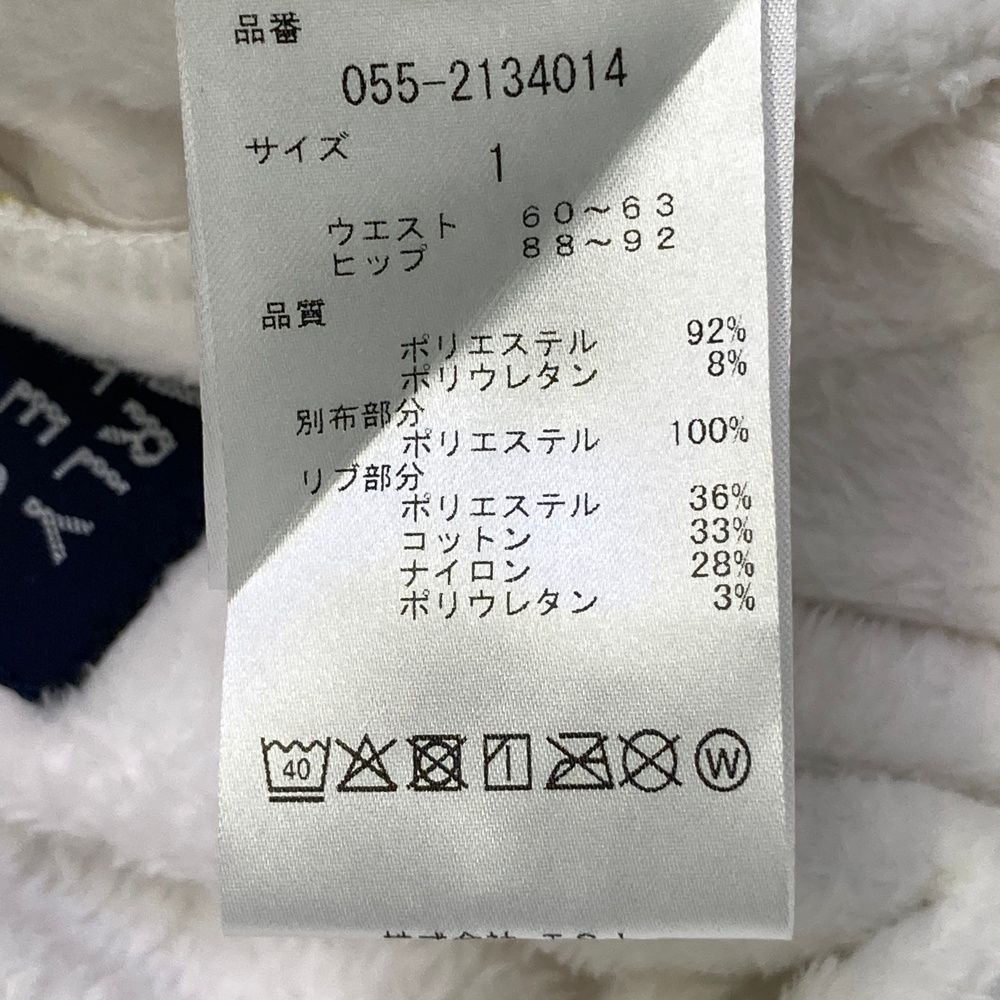 品番
055-2134014
サイズ 1
ウエスト 60～63
ヒップ 88～92
品質
ポリエステル 92%
ポリウレタン 8%
別布部分
ポリエステル 100%
リブ部分
ポリエステル 36%
コットン 33%
ナイロン 28%
ポリウレタン 3%
40 W